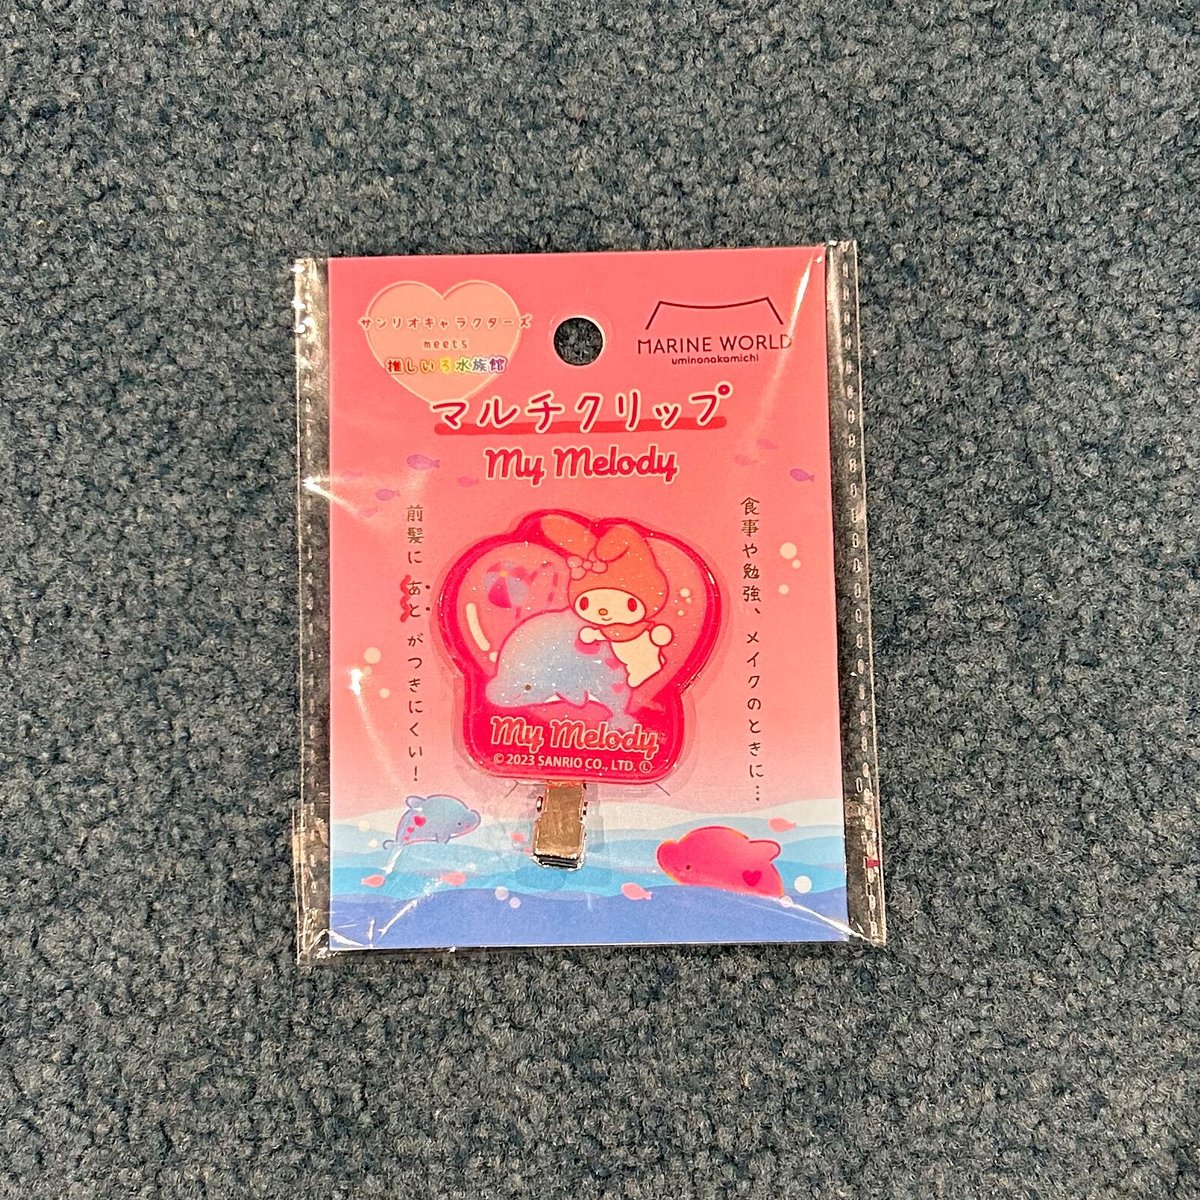 サンリオキャラクターズ
meets
推しいろ水族館
MARINE WORLD
uminonakamichi
マルチクリップ
My Melody
食事や勉強、メイクのときに…
前髪にあとがつきにくい!
My Melody
© 2023 SANRIO CO., LTD. Ⓛ